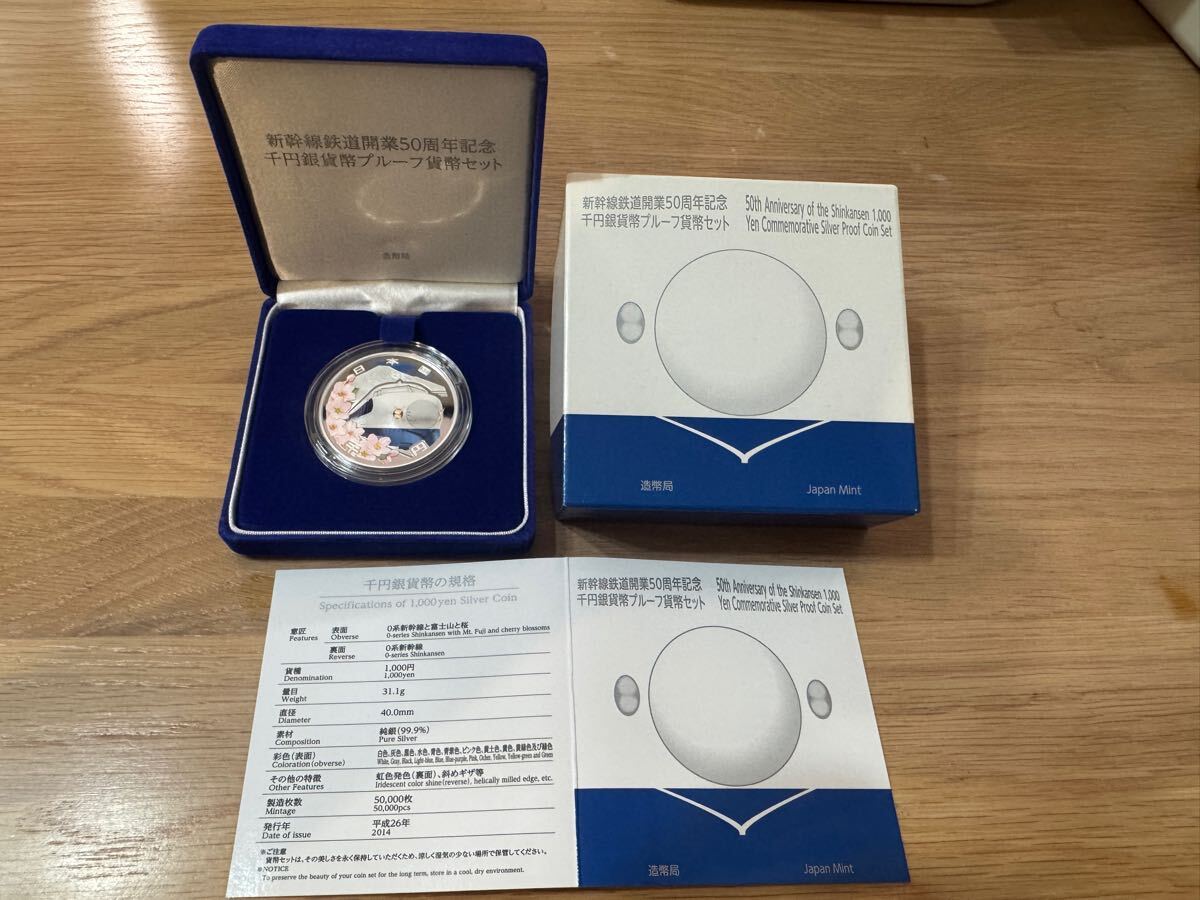 新幹線鉄道開業50周年記念
千円銀貨幣プルーフ貨幣セット
造幣局
日本国
千円
新幹線鉄道開業50周年記念
千円銀貨幣プルーフ貨幣セット
50th Anniversary of the Shinkansen 1,000
Yen Commemorative Silver Proof Coin Set
造幣局
Japan Mint
千円銀貨幣の規格
Specifications of 1,000yen Silver Coin
意匠 表面 0系新幹線と富士山と桜
Features Obverse 0-series Shinkansen with Mt. Fuji and cherry blossoms
裏面 0系新幹線
Reverse 0-series Shinkansen
貨種 1,000円
Denomination 1,000yen
量目 31.1g
Weight
直径 40.0mm
Diameter
素材 純銀(99.9%)
Composition Pure Silver
彩色(表面) 白色、灰色、黒色、水色、青色、青紫色、ピンク色、黄土色、黄色、黄緑色及び緑色
Coloration(obverse) White, Gray, Black, Light-blue, Blue, Blue-purple, Pink, Ocher, Yellow, Yellow-green and Green
その他の特徴 虹色発色(裏面)、斜めギザ等
Other Features Iridescent color shine(reverse), helically milled edge, etc.
製造枚数 50,000枚
Mintage 50,000pcs
発行年 平成26年
Date of issue 2014
※ご注意
貨幣セットは、その美しさを永く保持していただくため、涼しく湿気の少ない場所で保管してください。
※NOTICE
To preserve the beauty of your coin set for the long term, store in a cool, dry environment.
新幹線鉄道開業50周年記念
千円銀貨幣プルーフ貨幣セット
50th Anniversary of the Shinkansen 1,000
Yen Commemorative Silver Proof Coin Set
造幣局
Japan Mint